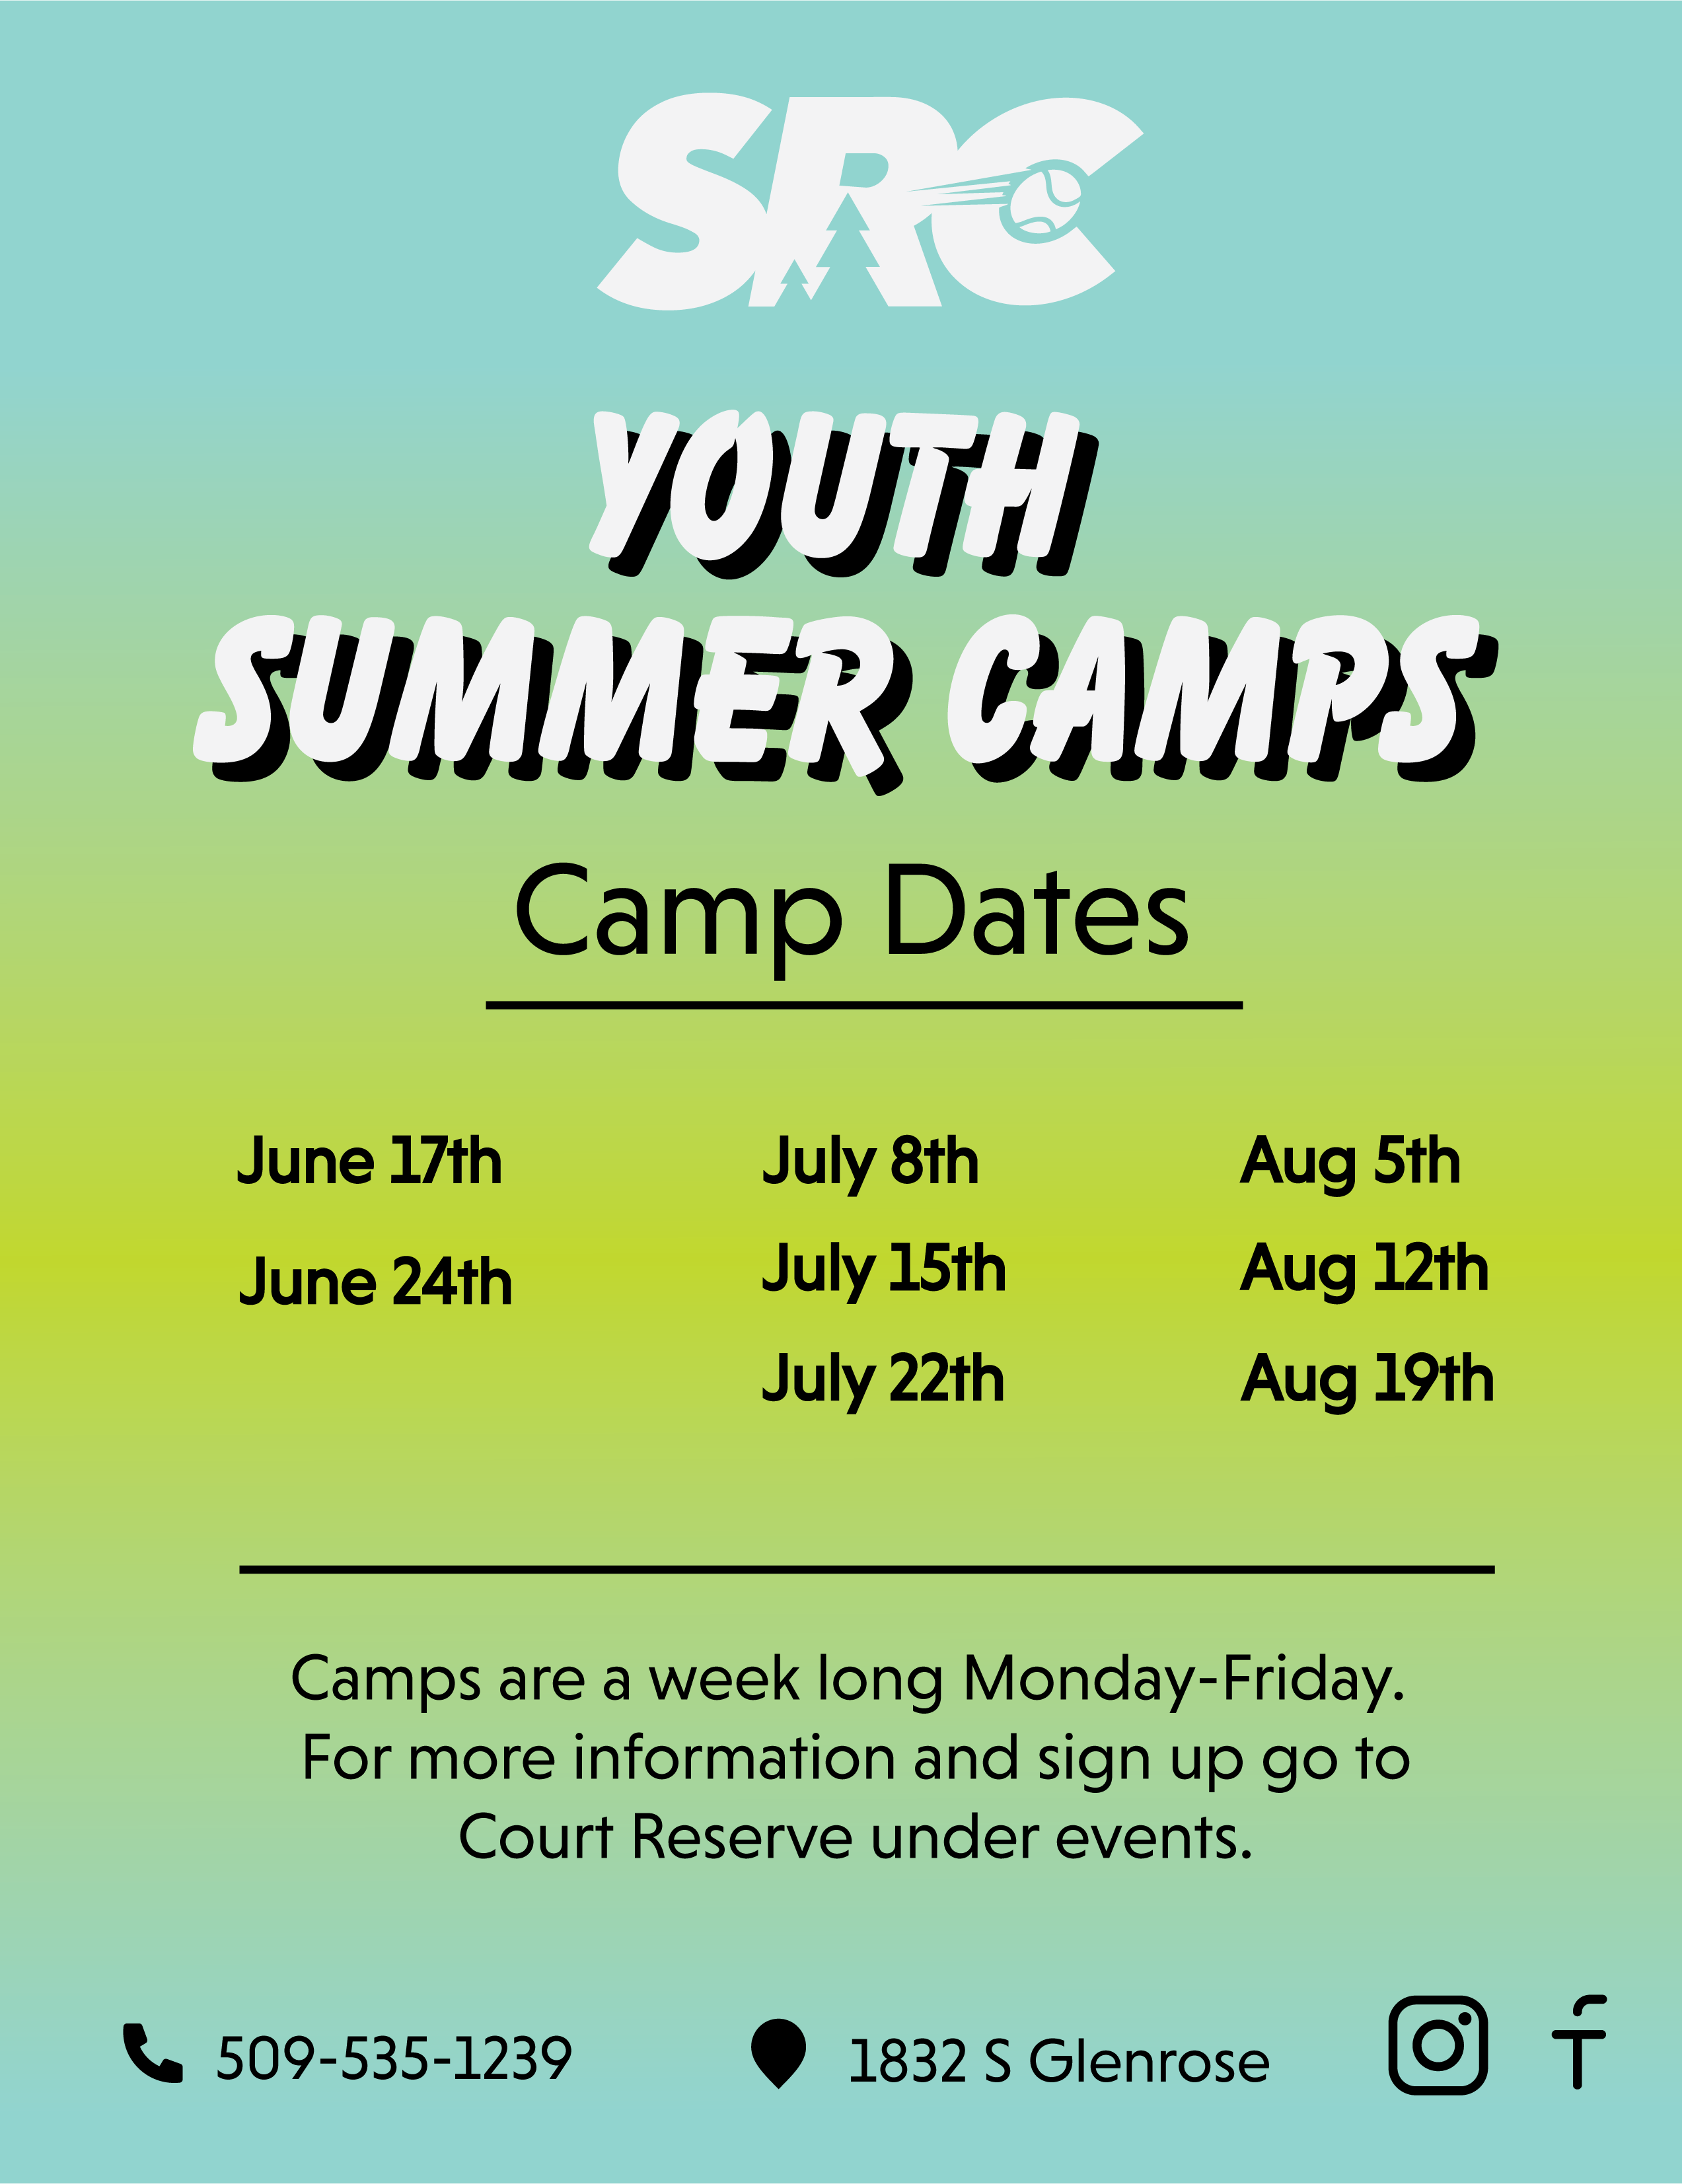 SRC
YOUTH
SUMMER CAMPS
Camp Dates
June 17th
June 24th
July 8th
July 15th
July 22th
Aug 5th
Aug 12th
Aug 19th
Camps are a week long Monday-Friday.
For more information and sign up go to
Court Reserve under events.
509-535-1239
1832 S Glenrose